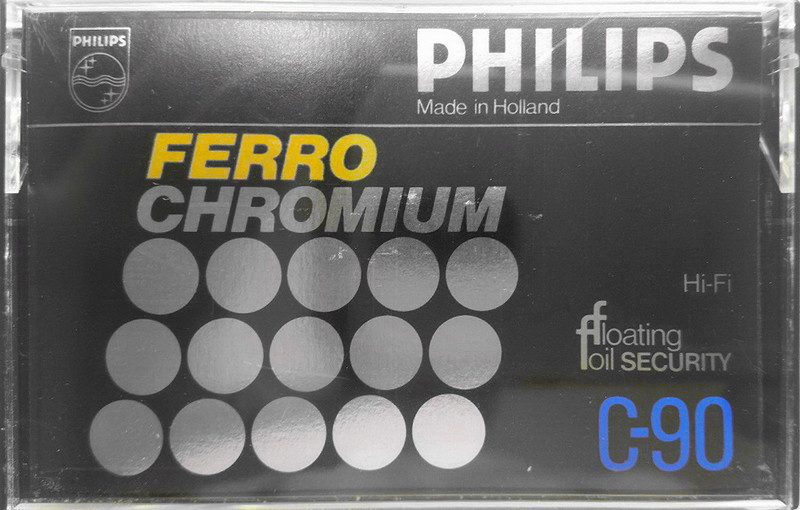 PHILIPS
PHILIPS
Made in Holland
FERRO
CHROMIUM
Hi-Fi
floating
foil SECURITY
C-90